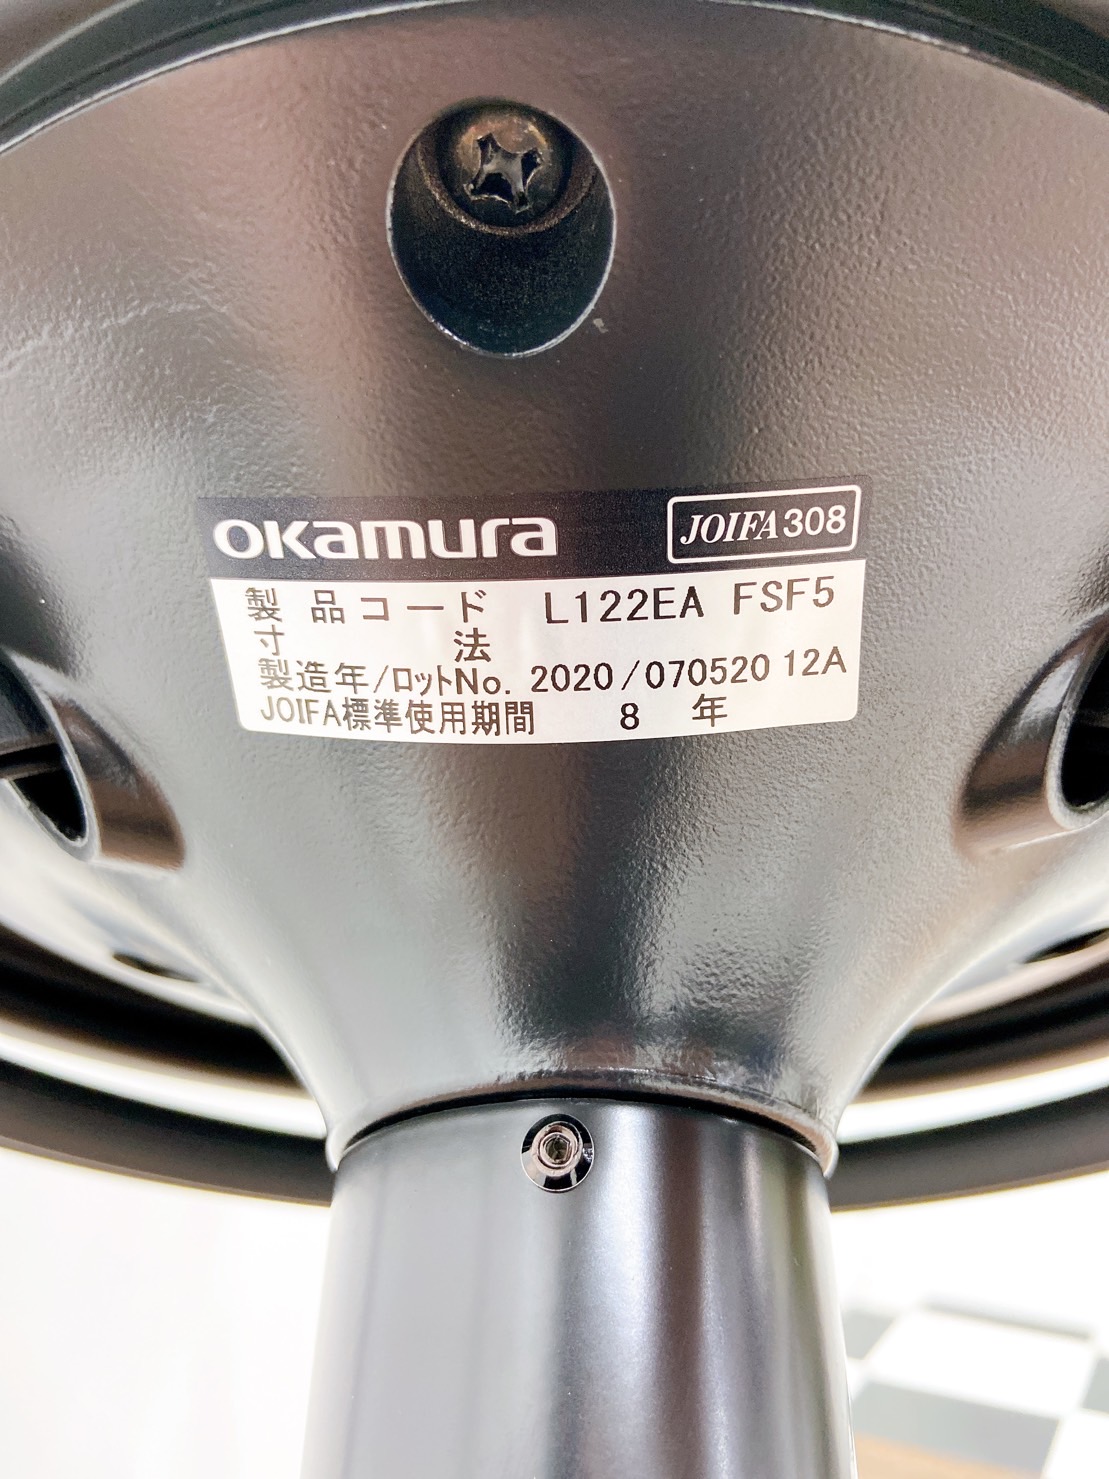 OKamura JOIFA308
製品コード L122EA FSF5
寸法
製造年/ロットNo. 2020/070520 12A
JOIFA標準使用期間 8 年